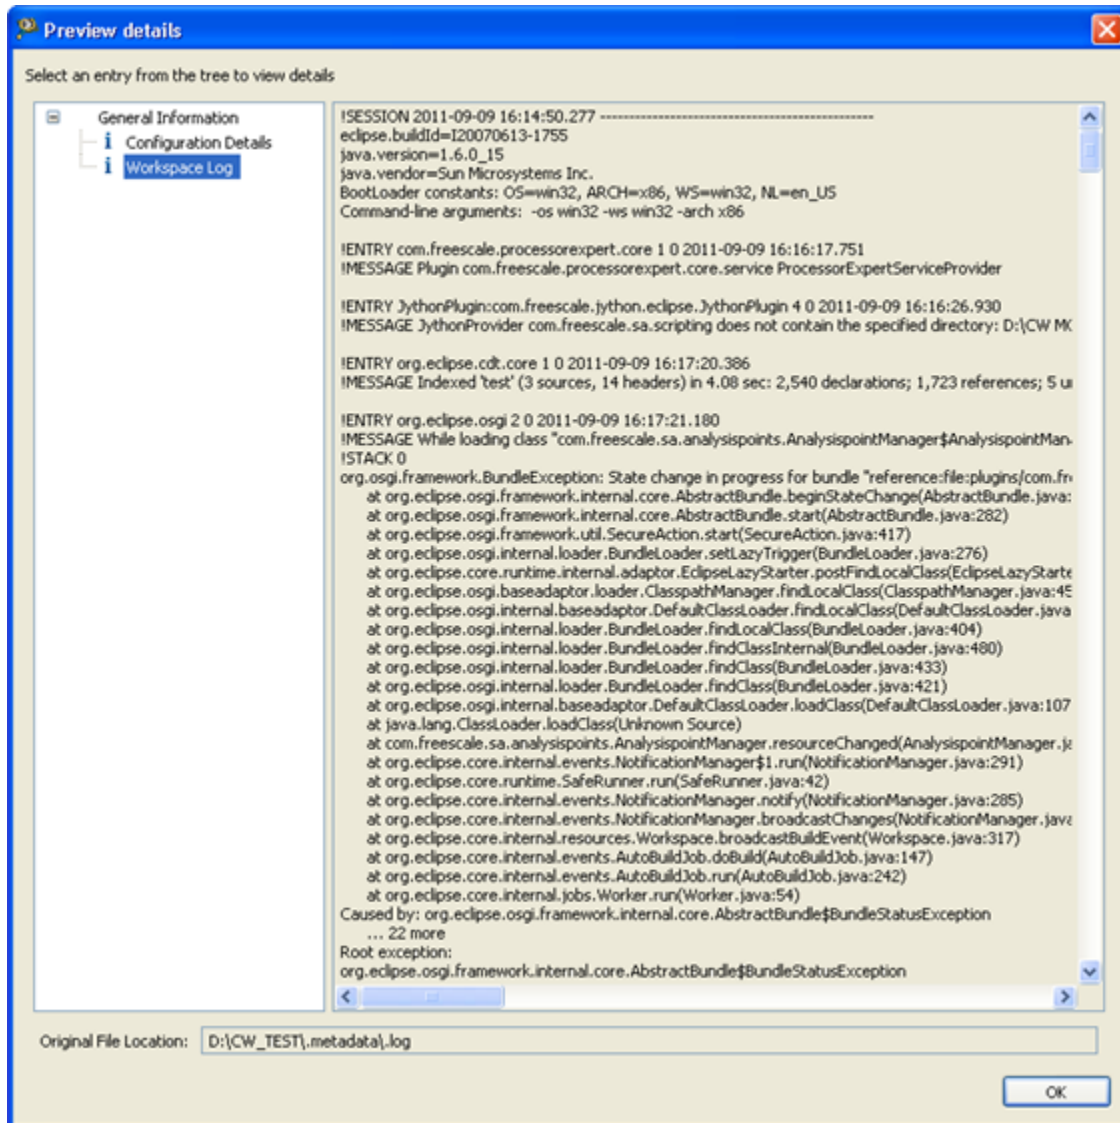 Preview details
Select an entry from the tree to view details
General Information
i Configuration Details
i Workspace Log
!SESSION 2011-09-09 16:14:50.277 -----------------------------------------------
eclipse.buildId=I20070613-1755
java.version=1.6.0_15
java.vendor=Sun Microsystems Inc.
BootLoader constants: OS=win32, ARCH=x86, WS=win32, NL=en_US
Command-line arguments:  -os win32 -ws win32 -arch x86
!ENTRY com.freescale.processorexpert.core 1 0 2011-09-09 16:16:17.751
!MESSAGE Plugin com.freescale.processorexpert.core.service ProcessorExpertServiceProvider
!ENTRY JythonPlugin:com.freescale.jython.eclipse.JythonPlugin 4 0 2011-09-09 16:16:26.930
!MESSAGE JythonProvider com.freescale.sa.scripting does not contain the specified directory: D:\CW MC
!ENTRY org.eclipse.cdt.core 1 0 2011-09-09 16:17:20.386
!MESSAGE Indexed 'test' (3 sources, 14 headers) in 4.08 sec: 2,540 declarations; 1,723 references; 5 u
!ENTRY org.eclipse.osgi 2 0 2011-09-09 16:17:21.180
!MESSAGE While loading class "com.freescale.sa.analysispoints.AnalysispointManager$AnalysispointMan
!STACK 0
org.osgi.framework.BundleException: State change in progress for bundle "reference:file:plugins/com.fr
at org.eclipse.osgi.framework.internal.core.AbstractBundle.beginStateChange(AbstractBundle.java:
at org.eclipse.osgi.framework.internal.core.AbstractBundle.start(AbstractBundle.java:282)
at org.eclipse.osgi.framework.util.SecureAction.start(SecureAction.java:417)
at org.eclipse.osgi.internal.loader.BundleLoader.setLazyTrigger(BundleLoader.java:276)
at org.eclipse.core.runtime.internal.adaptor.EclipseLazyStarter.postFindLocalClass(EclipseLazyStarte
at org.eclipse.osgi.baseadaptor.loader.ClasspathManager.findLocalClass(ClasspathManager.java:45
at org.eclipse.osgi.internal.baseadaptor.DefaultClassLoader.findLocalClass(DefaultClassLoader.java
at org.eclipse.osgi.internal.loader.BundleLoader.findLocalClass(BundleLoader.java:404)
at org.eclipse.osgi.internal.loader.BundleLoader.findClassInternal(BundleLoader.java:480)
at org.eclipse.osgi.internal.loader.BundleLoader.findClass(BundleLoader.java:433)
at org.eclipse.osgi.internal.loader.BundleLoader.findClass(BundleLoader.java:421)
at org.eclipse.osgi.internal.baseadaptor.DefaultClassLoader.loadClass(DefaultClassLoader.java:107
at java.lang.ClassLoader.loadClass(Unknown Source)
at com.freescale.sa.analysispoints.AnalysispointManager.resourceChanged(AnalysispointManager.ja
at org.eclipse.core.internal.events.NotificationManager$1.run(NotificationManager.java:291)
at org.eclipse.core.runtime.SafeRunner.run(SafeRunner.java:42)
at org.eclipse.core.internal.events.NotificationManager.notify(NotificationManager.java:285)
at org.eclipse.core.internal.events.NotificationManager.broadcastChanges(NotificationManager.java
at org.eclipse.core.internal.resources.Workspace.broadcastBuildEvent(Workspace.java:317)
at org.eclipse.core.internal.events.AutoBuildJob.doBuild(AutoBuildJob.java:147)
at org.eclipse.core.internal.events.AutoBuildJob.run(AutoBuildJob.java:242)
at org.eclipse.core.internal.jobs.Worker.run(Worker.java:54)
Caused by: org.eclipse.osgi.framework.internal.core.AbstractBundle$BundleStatusException
... 22 more
Root exception:
org.eclipse.osgi.framework.internal.core.AbstractBundle$BundleStatusException
Original File Location: D:\CW_TEST\.metadata\.log
OK